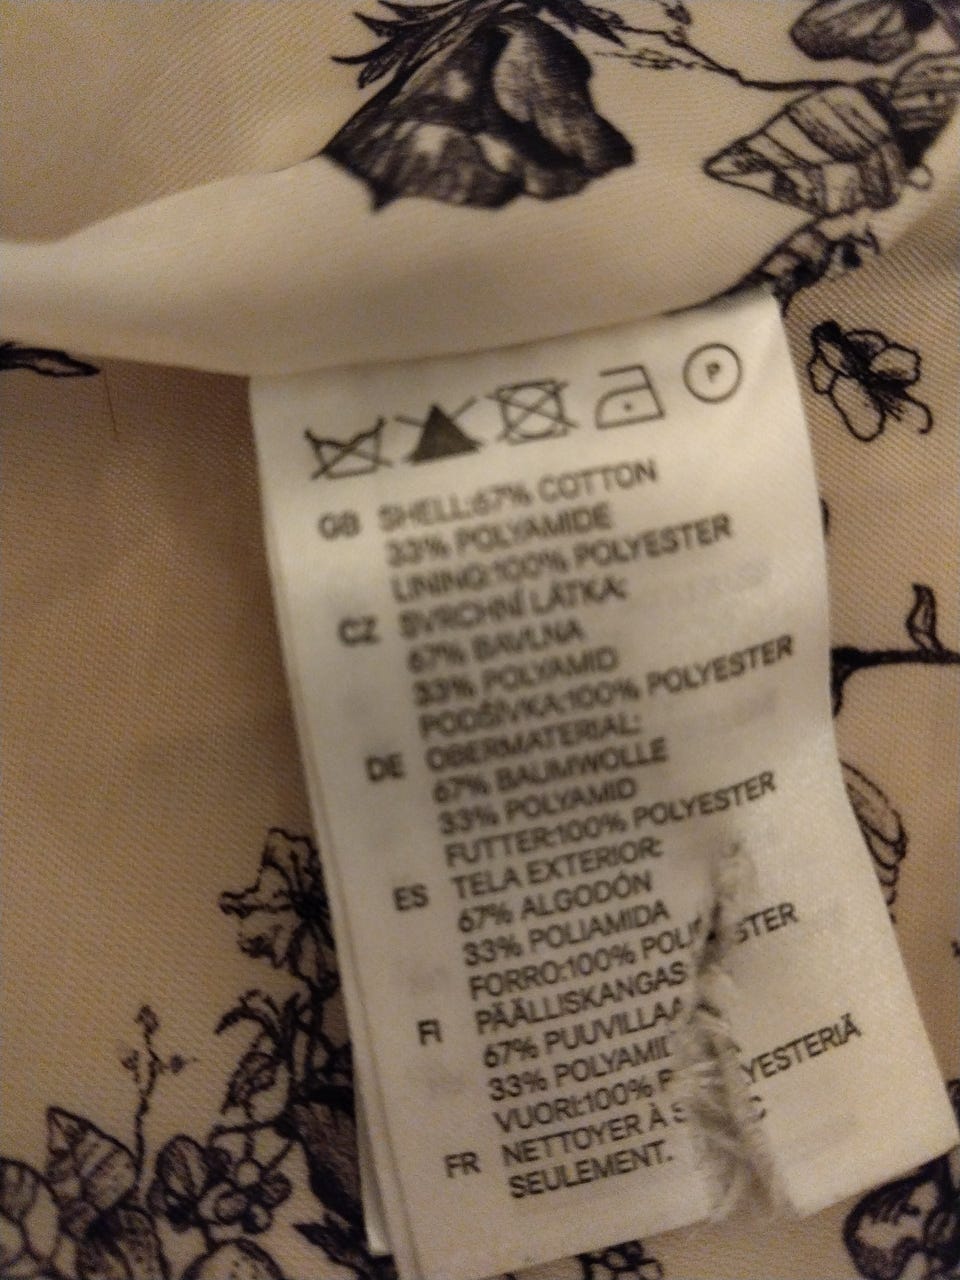 P
GB SHELL:67% COTTON
33% POLYAMIDE
LINING:100% POLYESTER
CZ SVRCHNÍ LÁTKA:
67% BAVLNA
33% POLYAMID
PODŠÍVKA:100% POLYESTER
DE OBERMATERIAL:
67% BAUMWOLLE
33% POLYAMID
FUTTER:100% POLYESTER
ES TELA EXTERIOR:
67% ALGODÓN
33% POLIAMIDA
FORRO:100%
FI PÄÄLLISKANGAS
67% PUUVILLAA
33%
VUORI:100%
FR NETTOYER À
SEULEMENT.